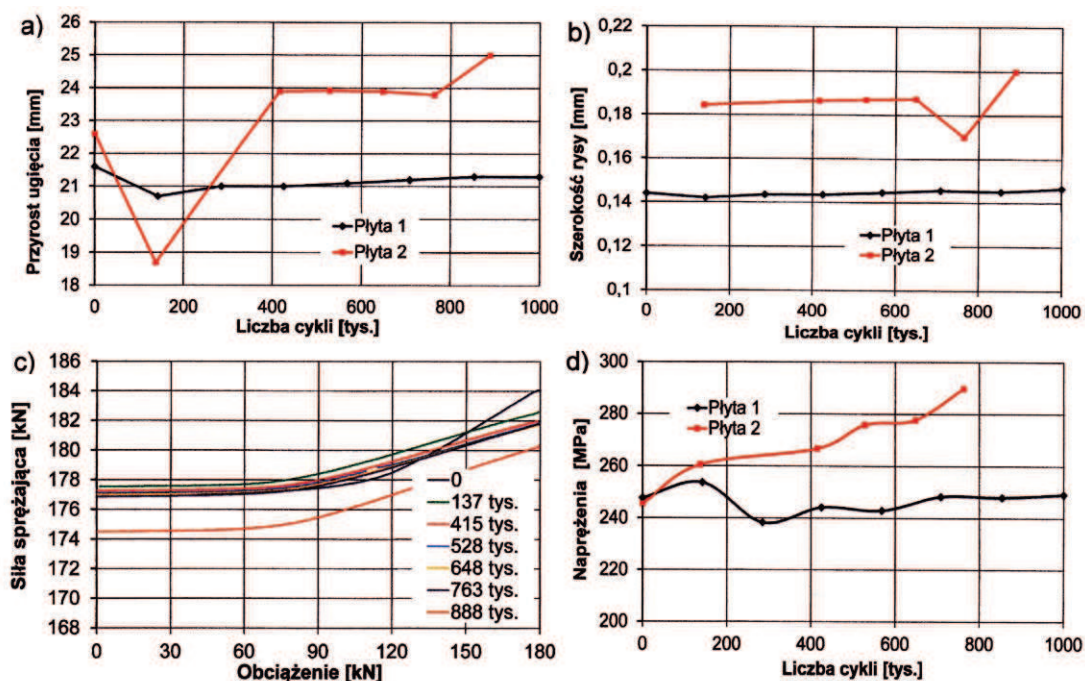 a)
26
25
24
23
22
21
20
19
18
Przyrost ugięcia [mm]
Płyta 1
Płyta 2
0 200 400 600 800 1000
Liczba cykli [tys.]
b)
0,22
0,2
0,18
0,16
0,14
0,12
0,1
Szerokość rysy [mm]
Płyta 1
Płyta 2
0 200 400 600 800 1000
Liczba cykli [tys.]
c)
186
184
182
180
178
176
174
172
170
168
Siła sprężająca [kN]
0
137 tys.
415 tys.
528 tys.
648 tys.
763 tys.
888 tys.
0 30 60 90 120 150 180
Obciążenie [kN]
d)
300
280
260
240
220
200
Naprężenia [MPa]
Płyta 1
Płyta 2
0 200 400 600 800 1000
Liczba cykli [tys.]